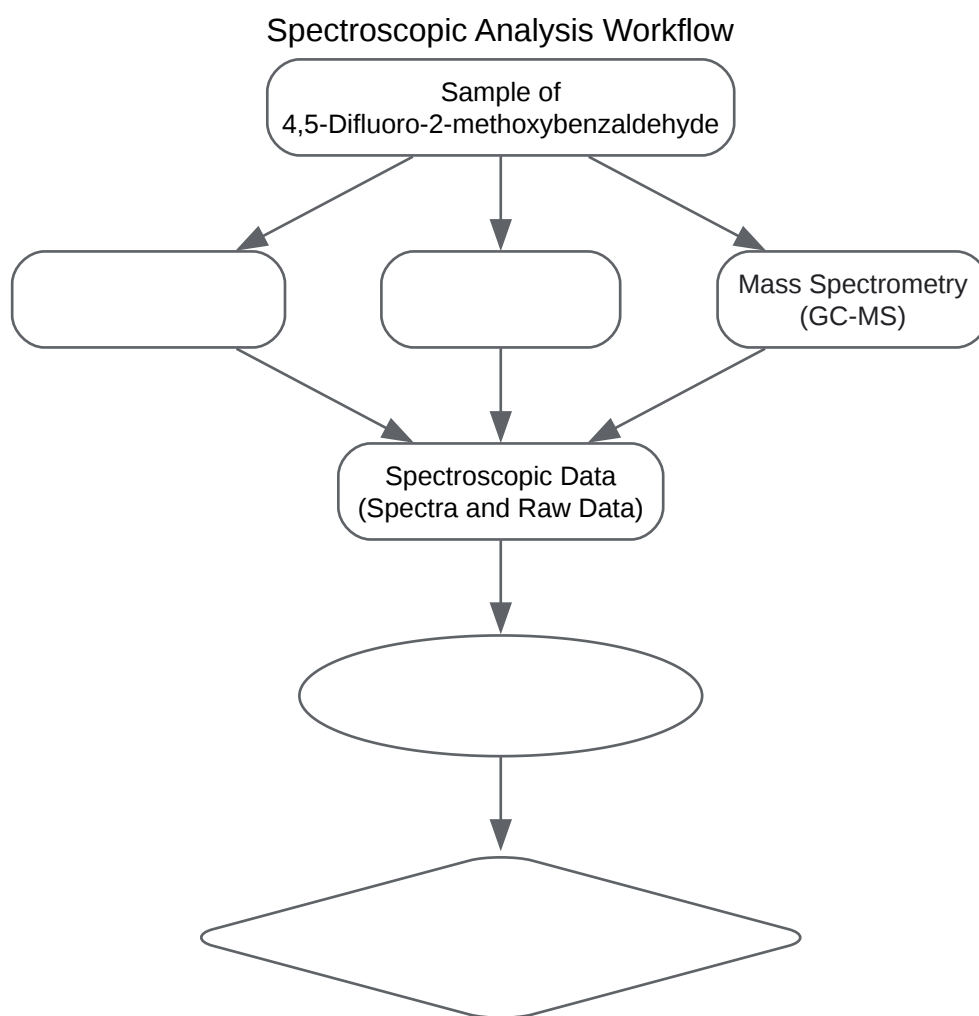 Spectroscopic Analysis Workflow
Sample of
4,5-Difluoro-2-methoxybenzaldehyde
Mass Spectrometry
(GC-MS)
Spectroscopic Data
(Spectra and Raw Data)